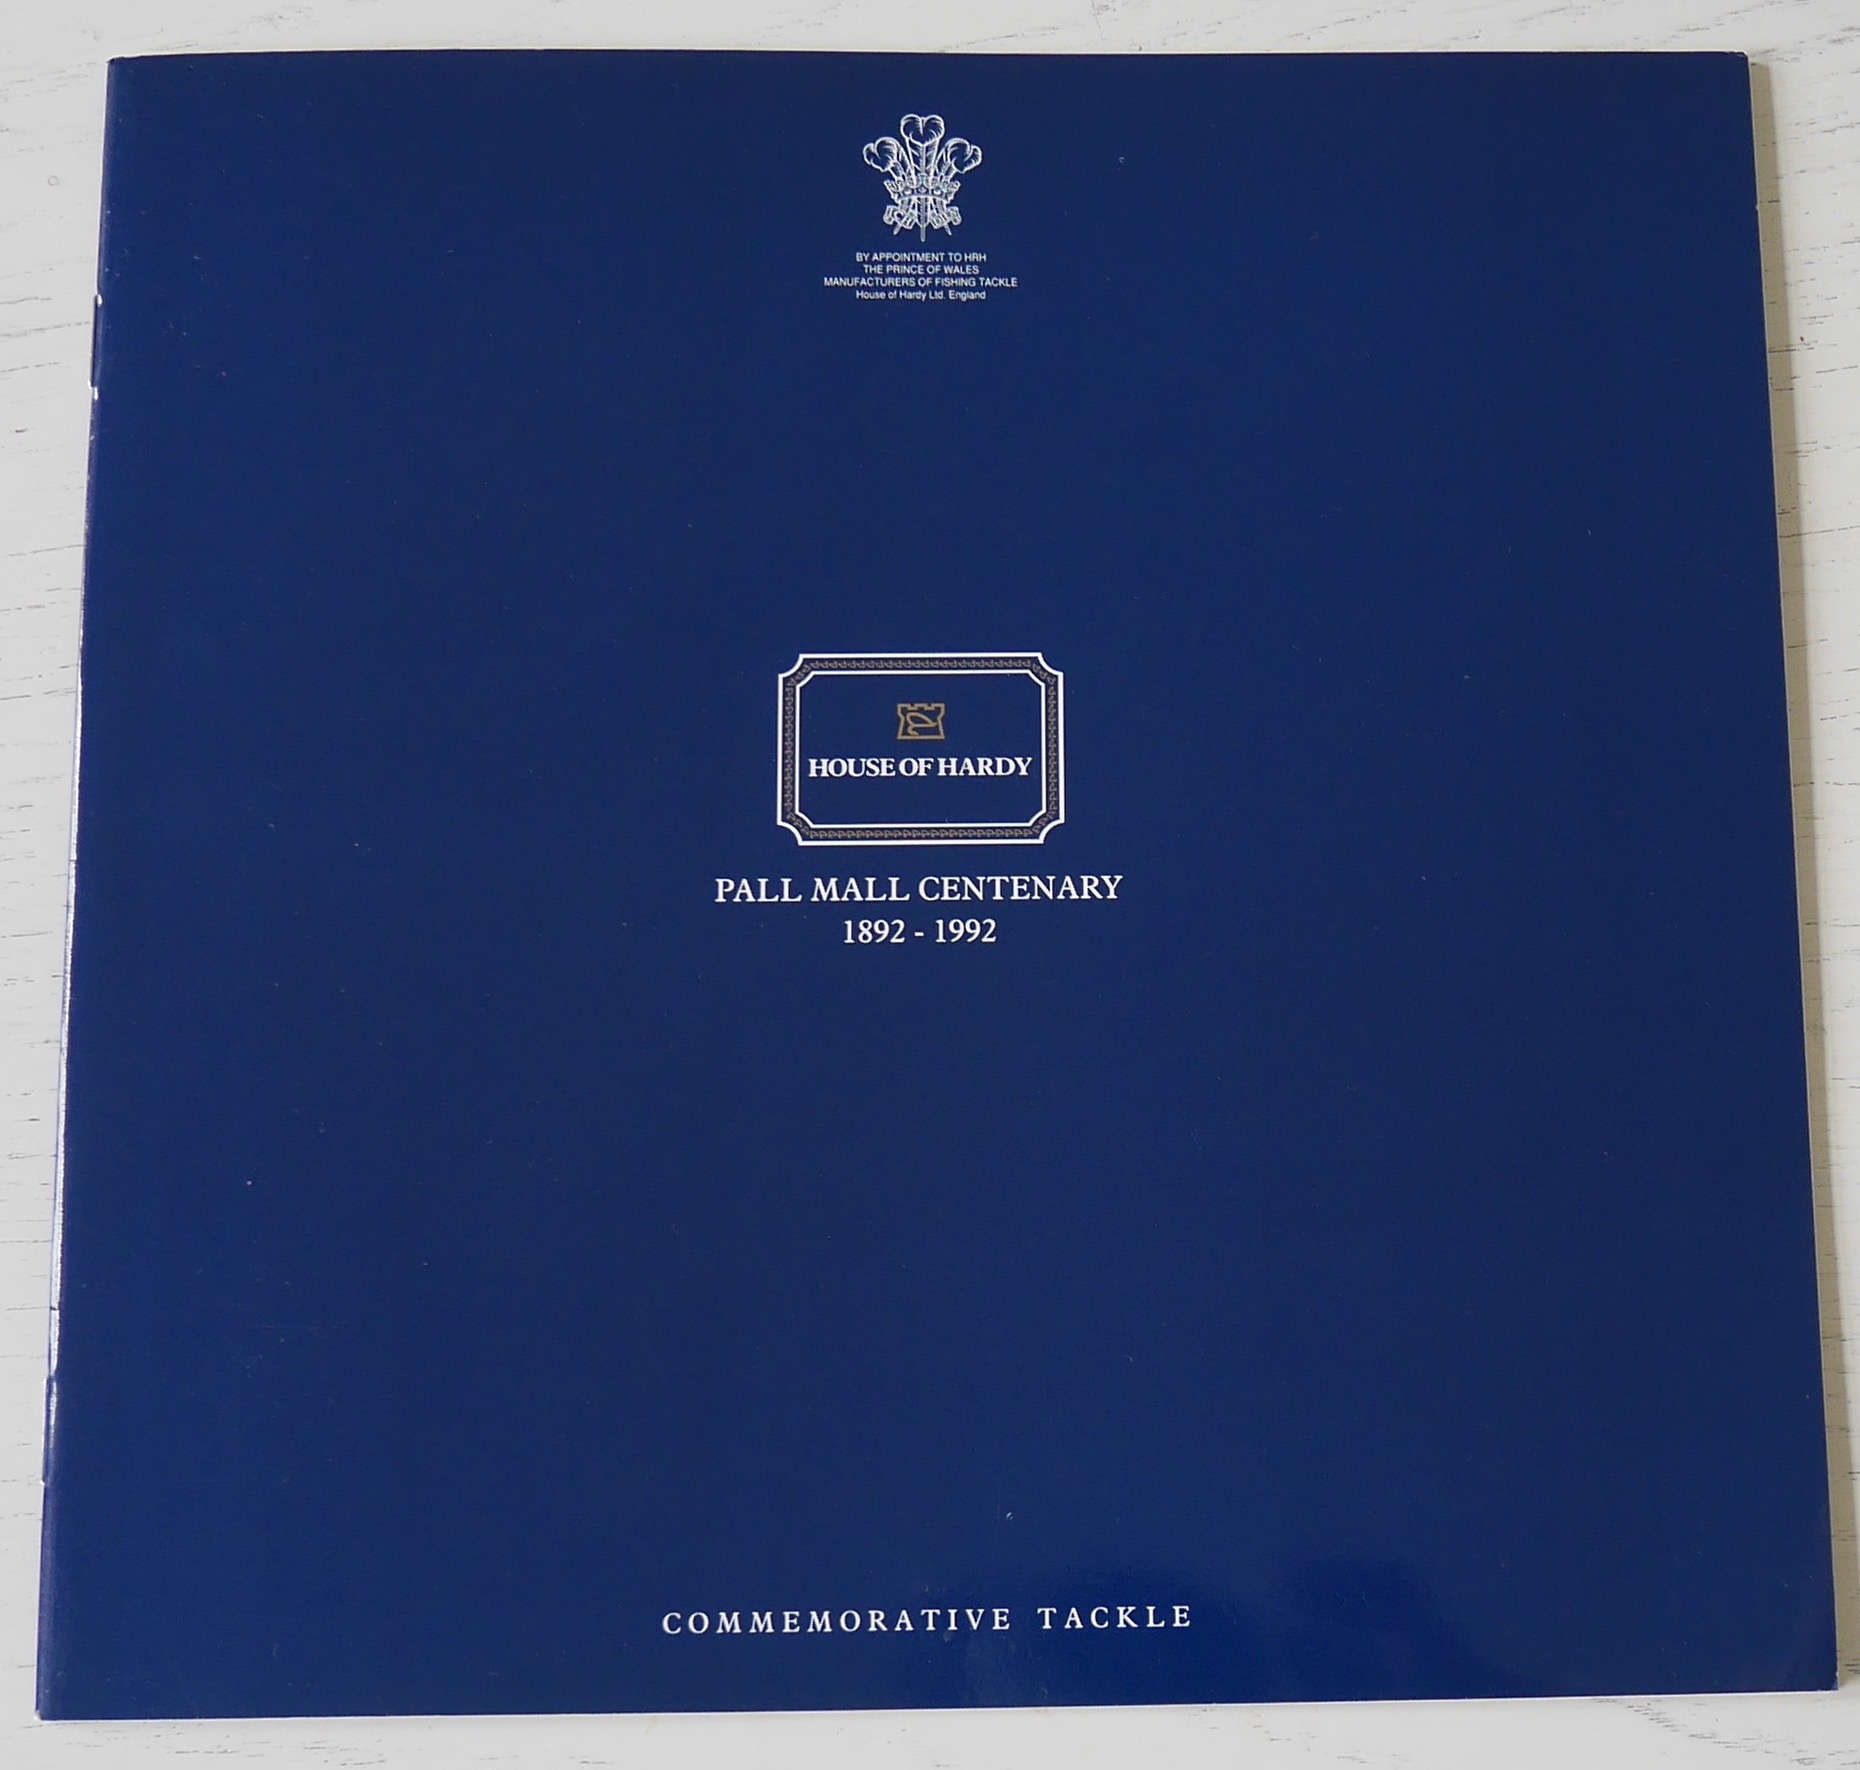 BY APPOINTMENT TO HRH
THE PRINCE OF WALES
MANUFACTURERS OF FISHING TACKLE
House of Hardy Ltd. England
HOUSE OF HARDY
PALL MALL CENTENARY
1892 - 1992
COMMEMORATIVE TACKLE